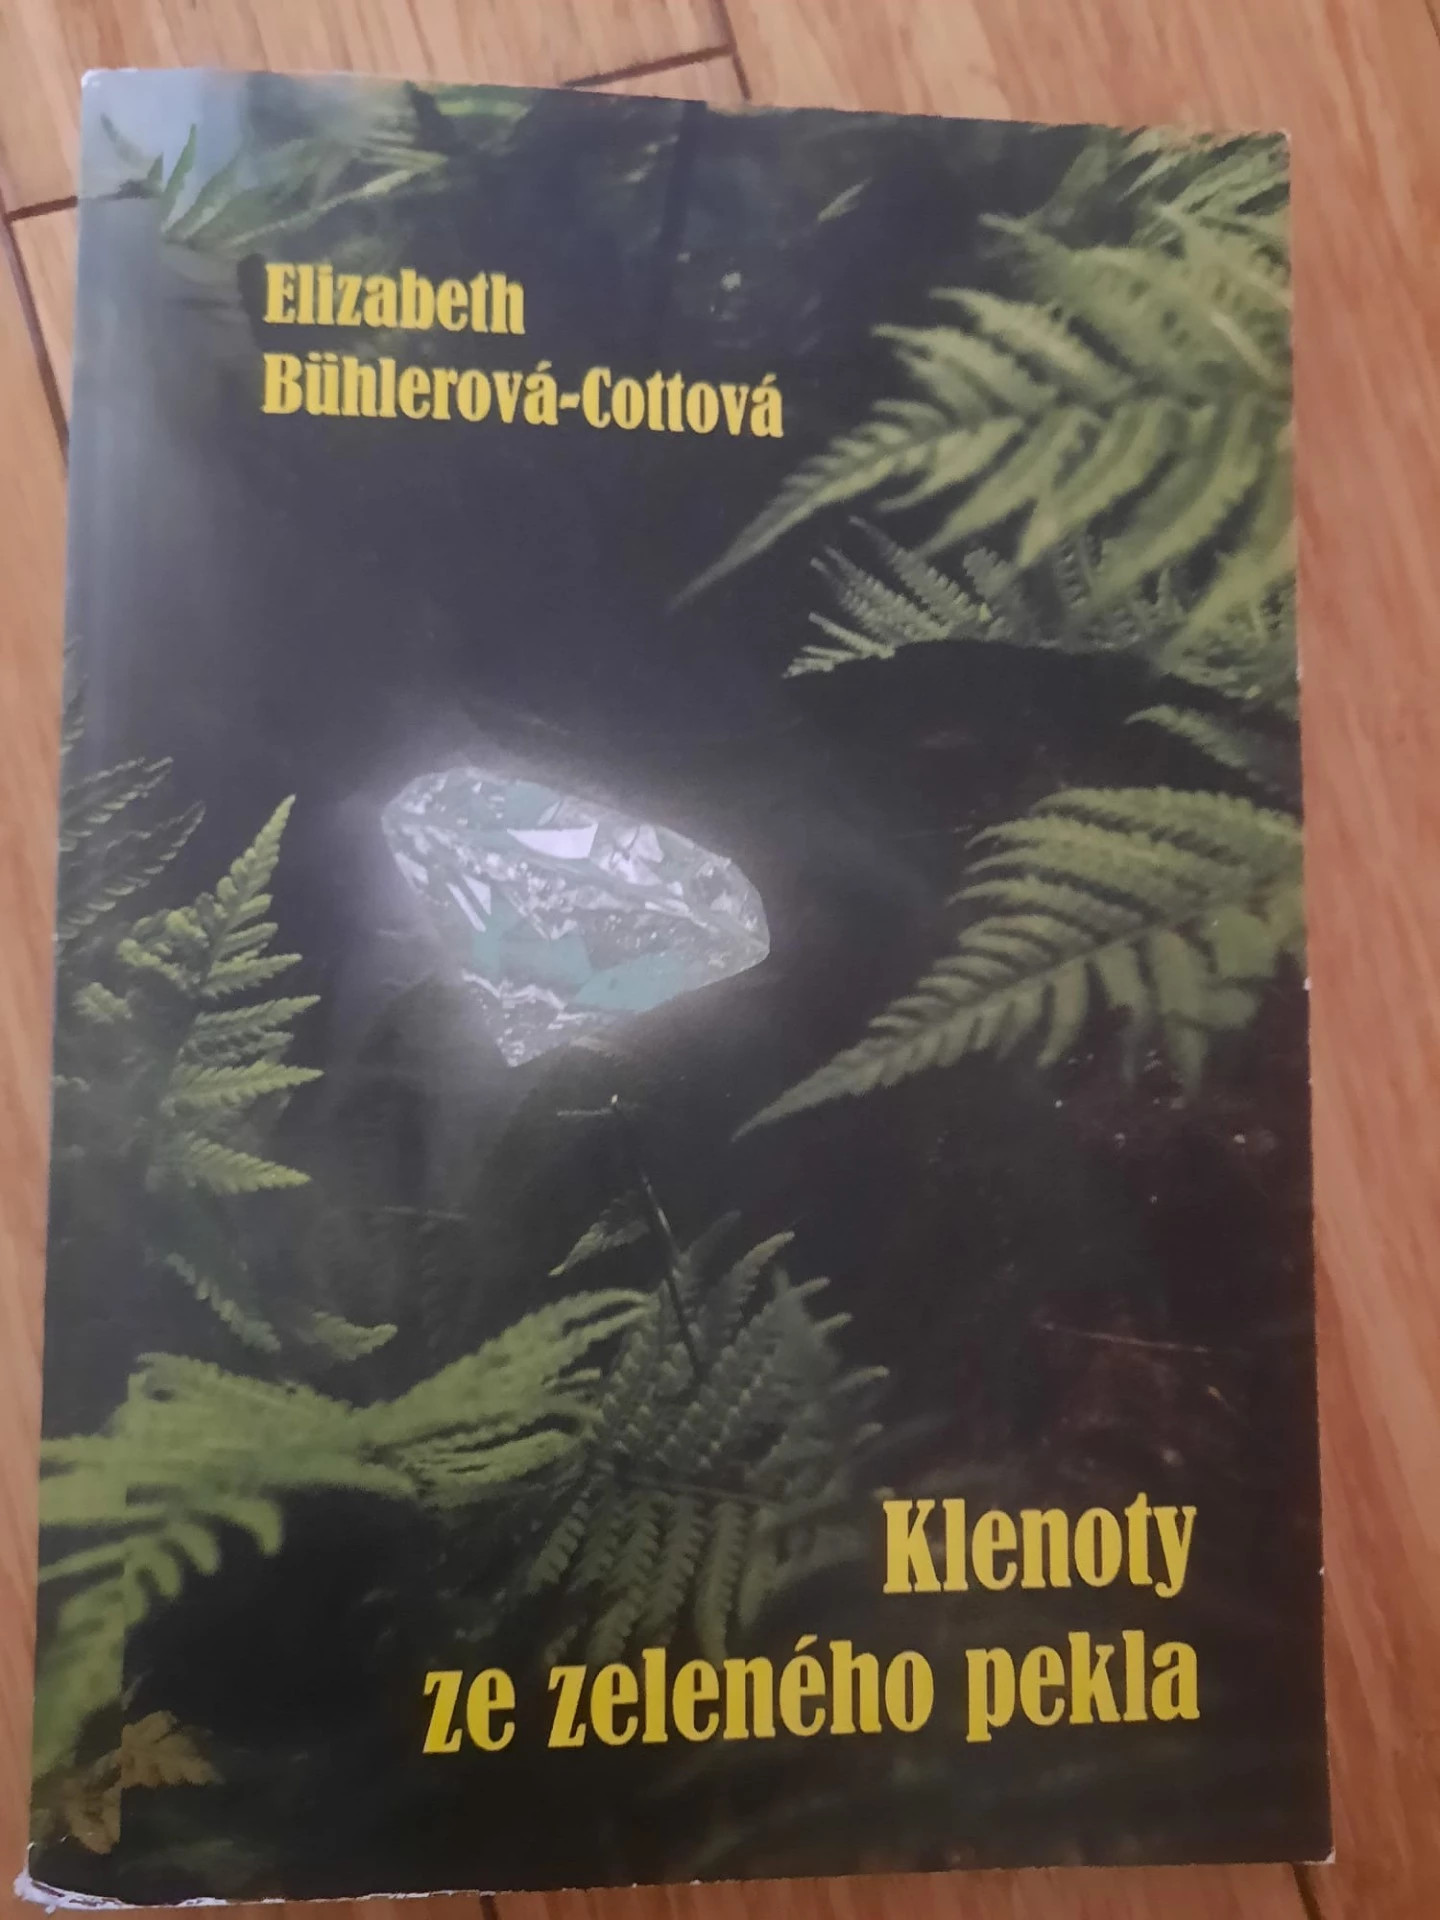 Elizabeth
Bühlerová-Cottová
Klenoty
ze zeleného pekla